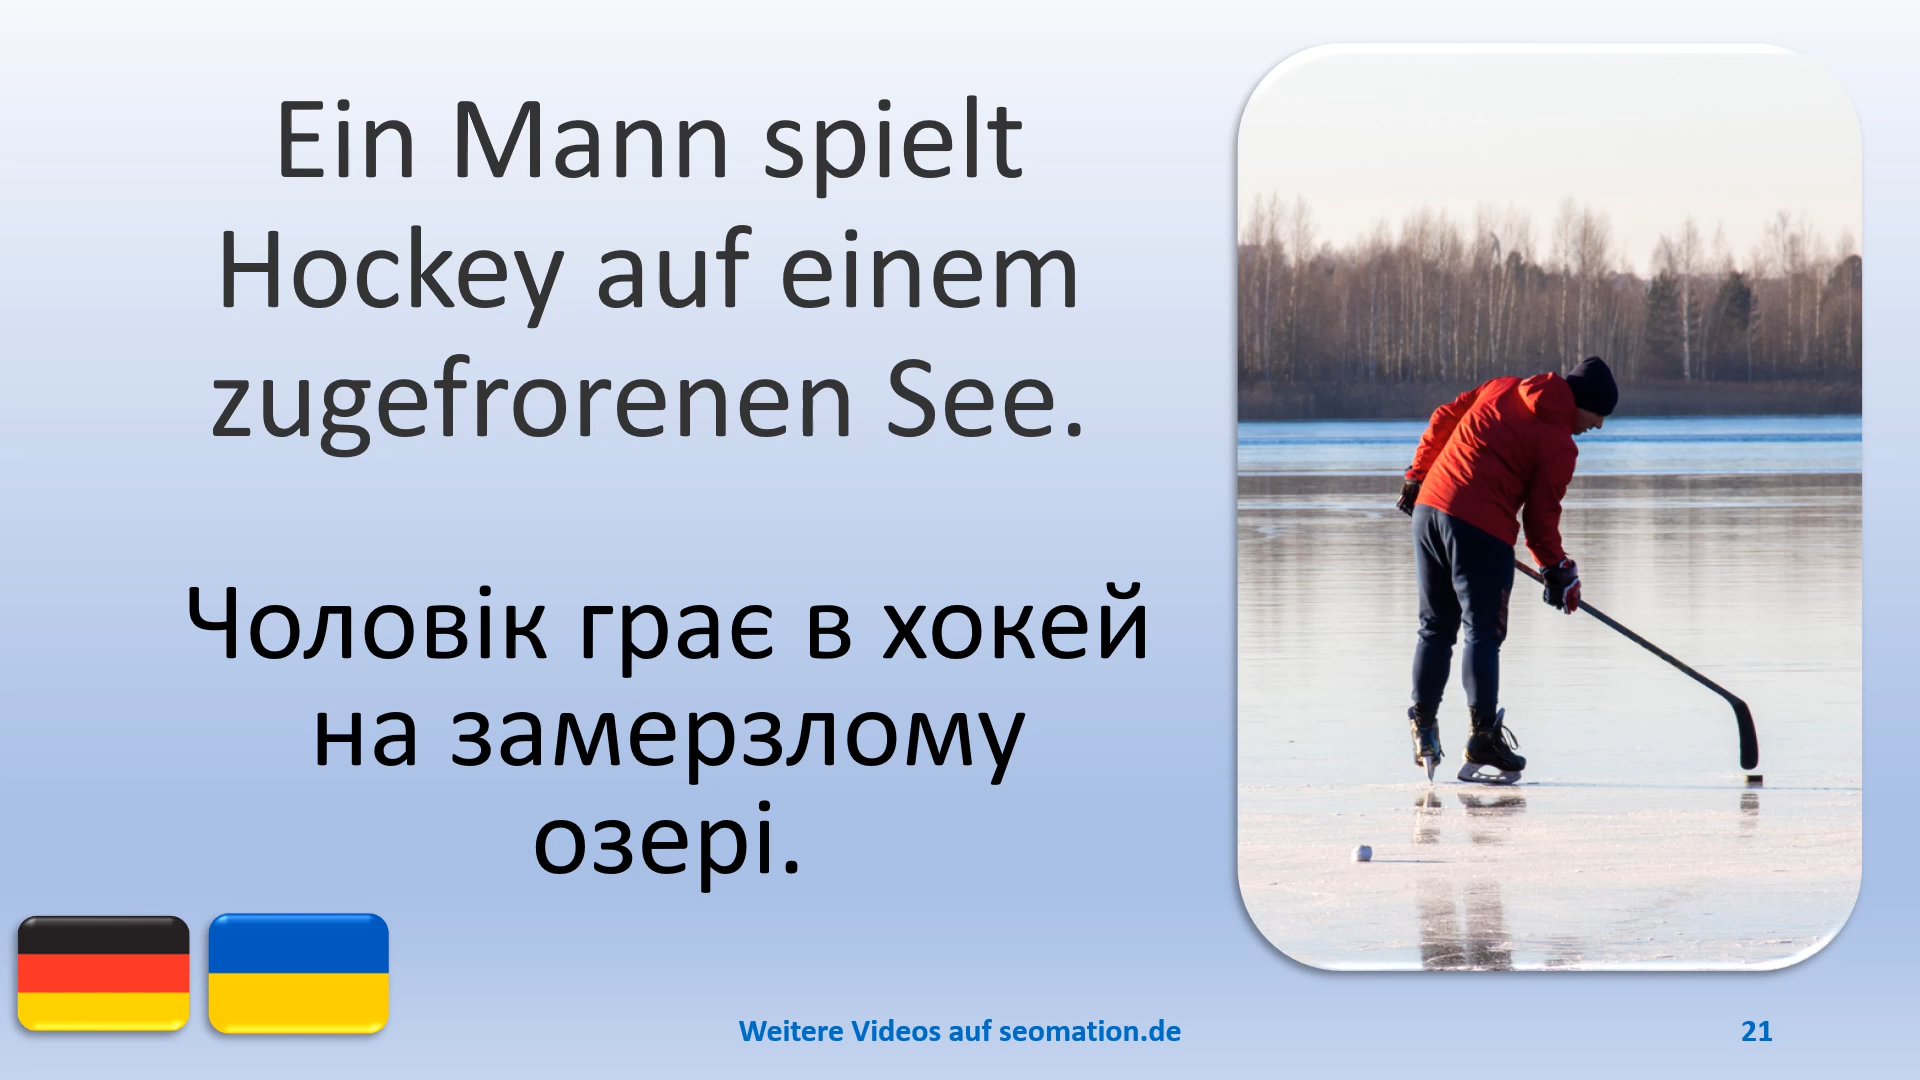 Ein Mann spielt
Hockey auf einem
zugefrorenen See.
Чоловік грає в хокей
на замерзлому
озері.
Weitere Videos auf seomation.de
21